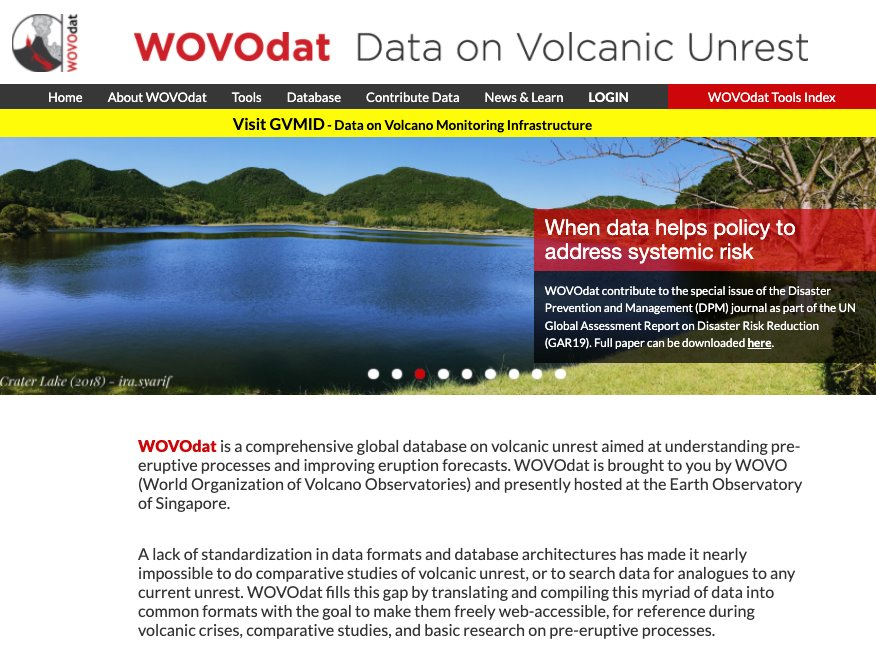 WOVOdat
WOVOdat Data on Volcanic Unrest
Home About WOVOdat Tools Database Contribute Data News & Learn LOGIN WOVOdat Tools Index
Visit GVMID - Data on Volcano Monitoring Infrastructure
When data helps policy to
address systemic risk
WOVOdat contribute to the special issue of the Disaster
Prevention and Management (DPM) journal as part of the UN
Global Assessment Report on Disaster Risk Reduction
(GAR19). Full paper can be downloaded here.
Crater Lake (2018) - ira.syarif
WOVOdat is a comprehensive global database on volcanic unrest aimed at understanding pre-
eruptive processes and improving eruption forecasts. WOVOdat is brought to you by WOVO
(World Organization of Volcano Observatories) and presently hosted at the Earth Observatory
of Singapore.
A lack of standardization in data formats and database architectures has made it nearly
impossible to do comparative studies of volcanic unrest, or to search data for analogues to any
current unrest. WOVOdat fills this gap by translating and compiling this myriad of data into
common formats with the goal to make them freely web-accessible, for reference during
volcanic crises, comparative studies, and basic research on pre-eruptive processes.